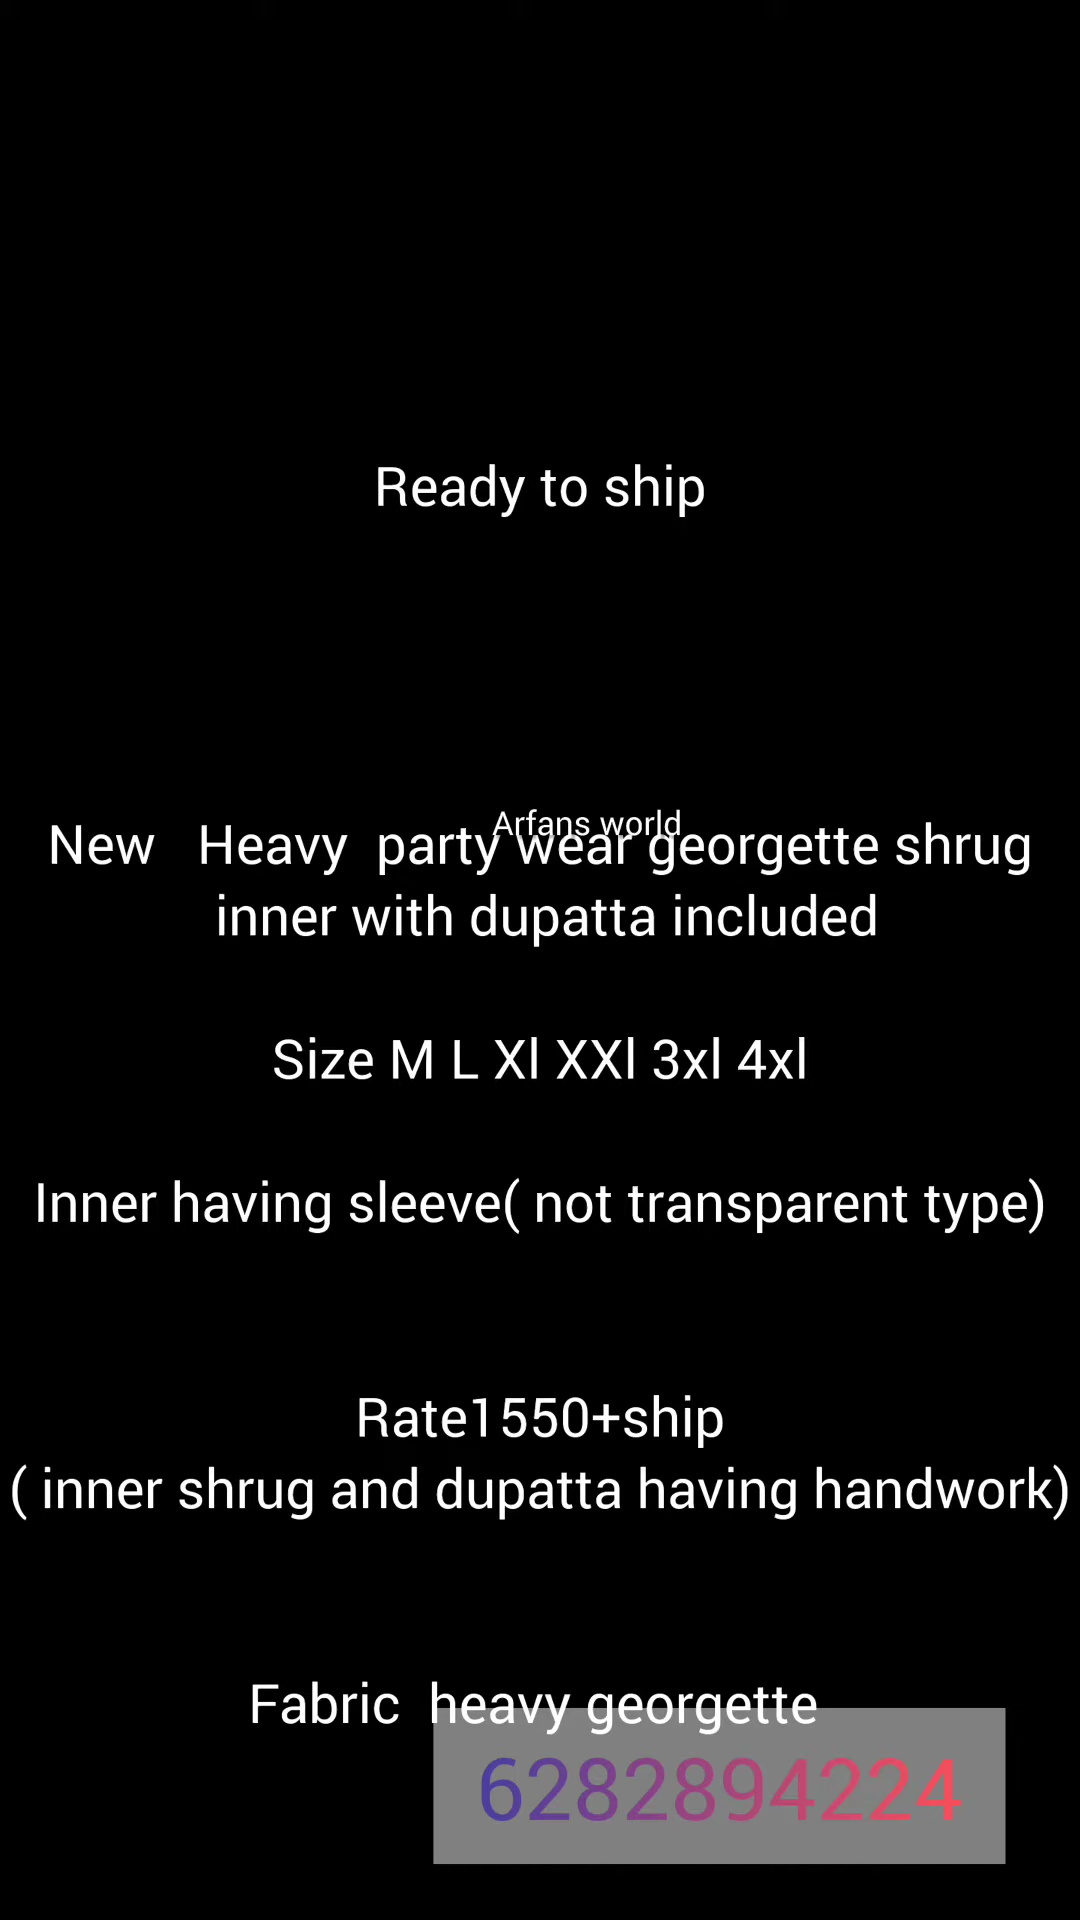 Ready to ship
Arfans world
New   Heavy  party wear georgette shrug
inner with dupatta included
Size M L Xl XXl 3xl 4xl
Inner having sleeve( not transparent type)
Rate1550+ship
( inner shrug and dupatta having handwork)
Fabric  heavy georgette
6282894224